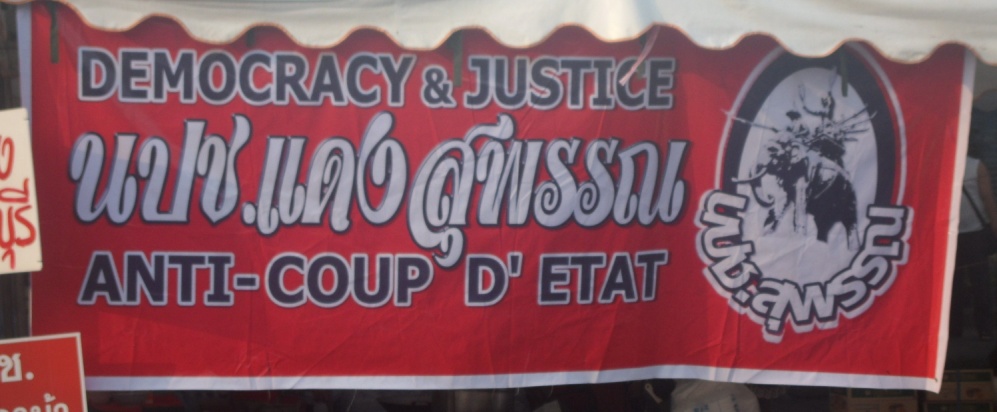 DEMOCRACY & JUSTICE
นปช.แดง สุพรรณ
ANTI-COUP D' ETAT
นปช.สุพรรณ
ช.